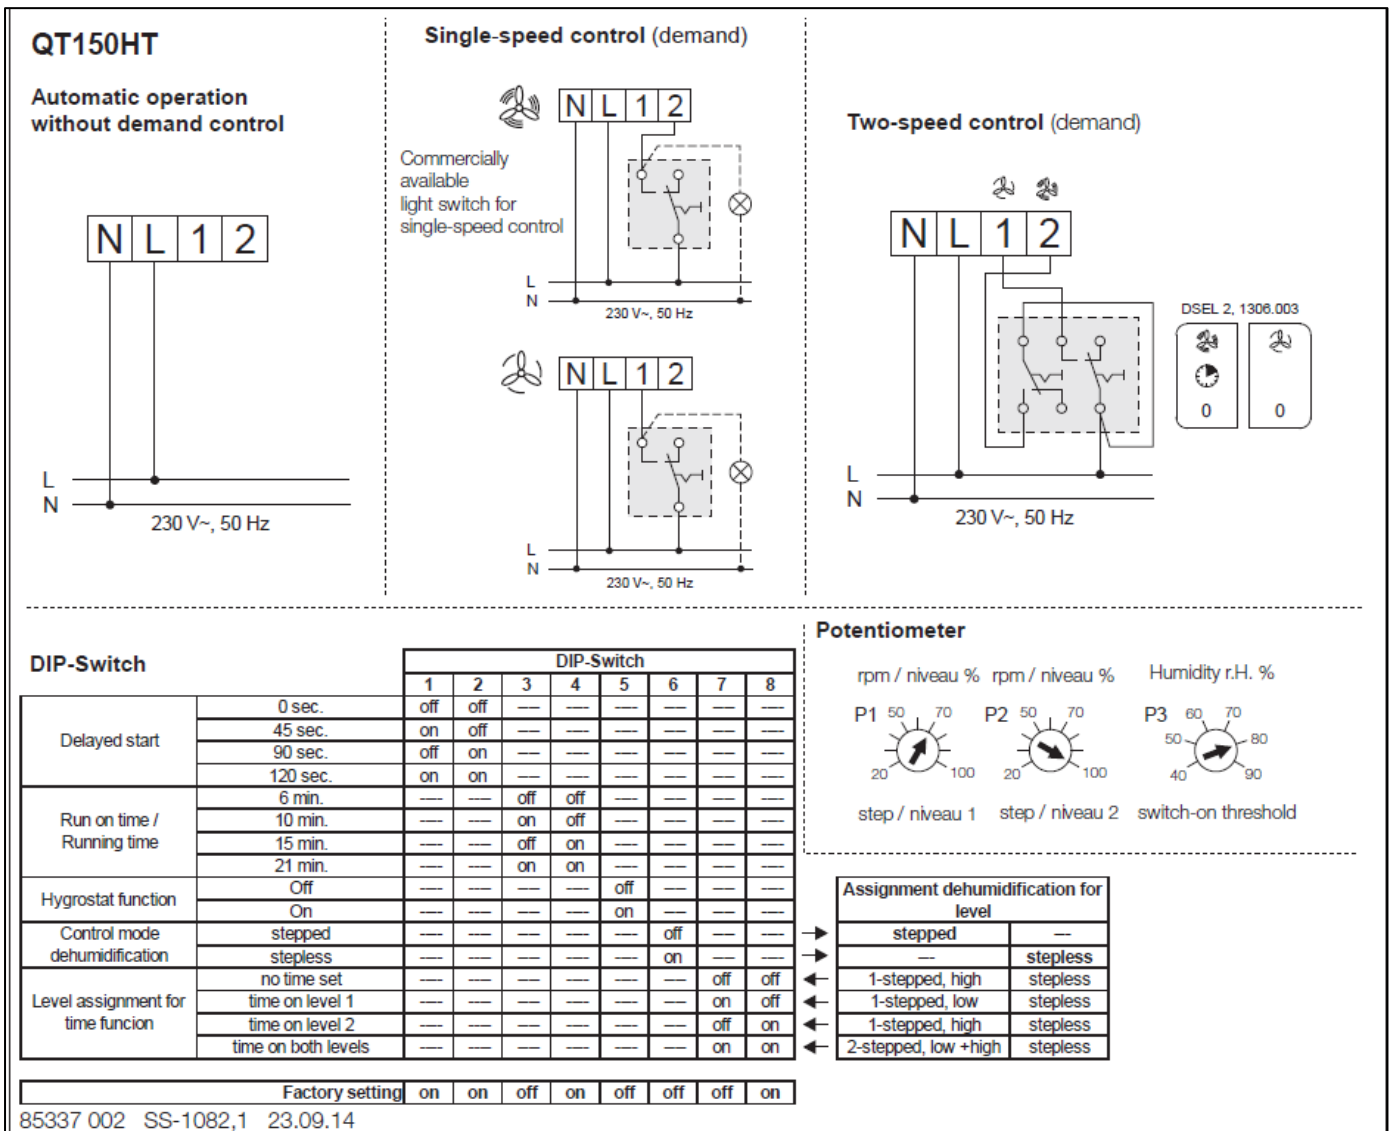 QT150HT
Automatic operation
without demand control
N L 1 2
L
N
230 V~, 50 Hz
Single-speed control (demand)
N L 1 2
Commercially
available
light switch for
single-speed control
L
N
230 V~, 50 Hz
N L 1 2
L
N
230 V~, 50 Hz
Two-speed control (demand)
N L 1 2
DSEL 2, 1306.003
0 0
L
N
230 V~, 50 Hz
DIP-Switch
DIP-Switch
1 2 3 4 5 6 7 8
Delayed start
0 sec. off off ---- ---- ---- ---- ---- ----
45 sec. on off ---- ---- ---- ---- ---- ----
90 sec. off on ---- ---- ---- ---- ---- ----
120 sec. on on ---- ---- ---- ---- ---- ----
Run on time /
Running time
6 min. ---- ---- off off ---- ---- ---- ----
10 min. ---- ---- on off ---- ---- ---- ----
15 min. ---- ---- off on ---- ---- ---- ----
21 min. ---- ---- on on ---- ---- ---- ----
Hygrostat function
Off ---- ---- ---- ---- off ---- ---- ----
On ---- ---- ---- ---- on ---- ---- ----
Control mode
dehumidification
stepped ---- ---- ---- ---- ---- off ---- ----
stepless ---- ---- ---- ---- ---- on ---- ----
Level assignment for
time funcion
no time set ---- ---- ---- ---- ---- ---- off off
time on level 1 ---- ---- ---- ---- ---- ---- on off
time on level 2 ---- ---- ---- ---- ---- ---- off on
time on both levels ---- ---- ---- ---- ---- ---- on on
Factory setting on on off on off off off on
Potentiometer
rpm / niveau %
P1 50 70
20 100
step / niveau 1
rpm / niveau %
P2 50 70
20 100
step / niveau 2
Humidity r.H. %
P3 60 70
50 80
40 90
switch-on threshold
Assignment dehumidification for
level
stepped ---
--- stepless
1-stepped, high stepless
1-stepped, low stepless
1-stepped, high stepless
2-stepped, low +high stepless
85337 002 SS-1082,1 23.09.14